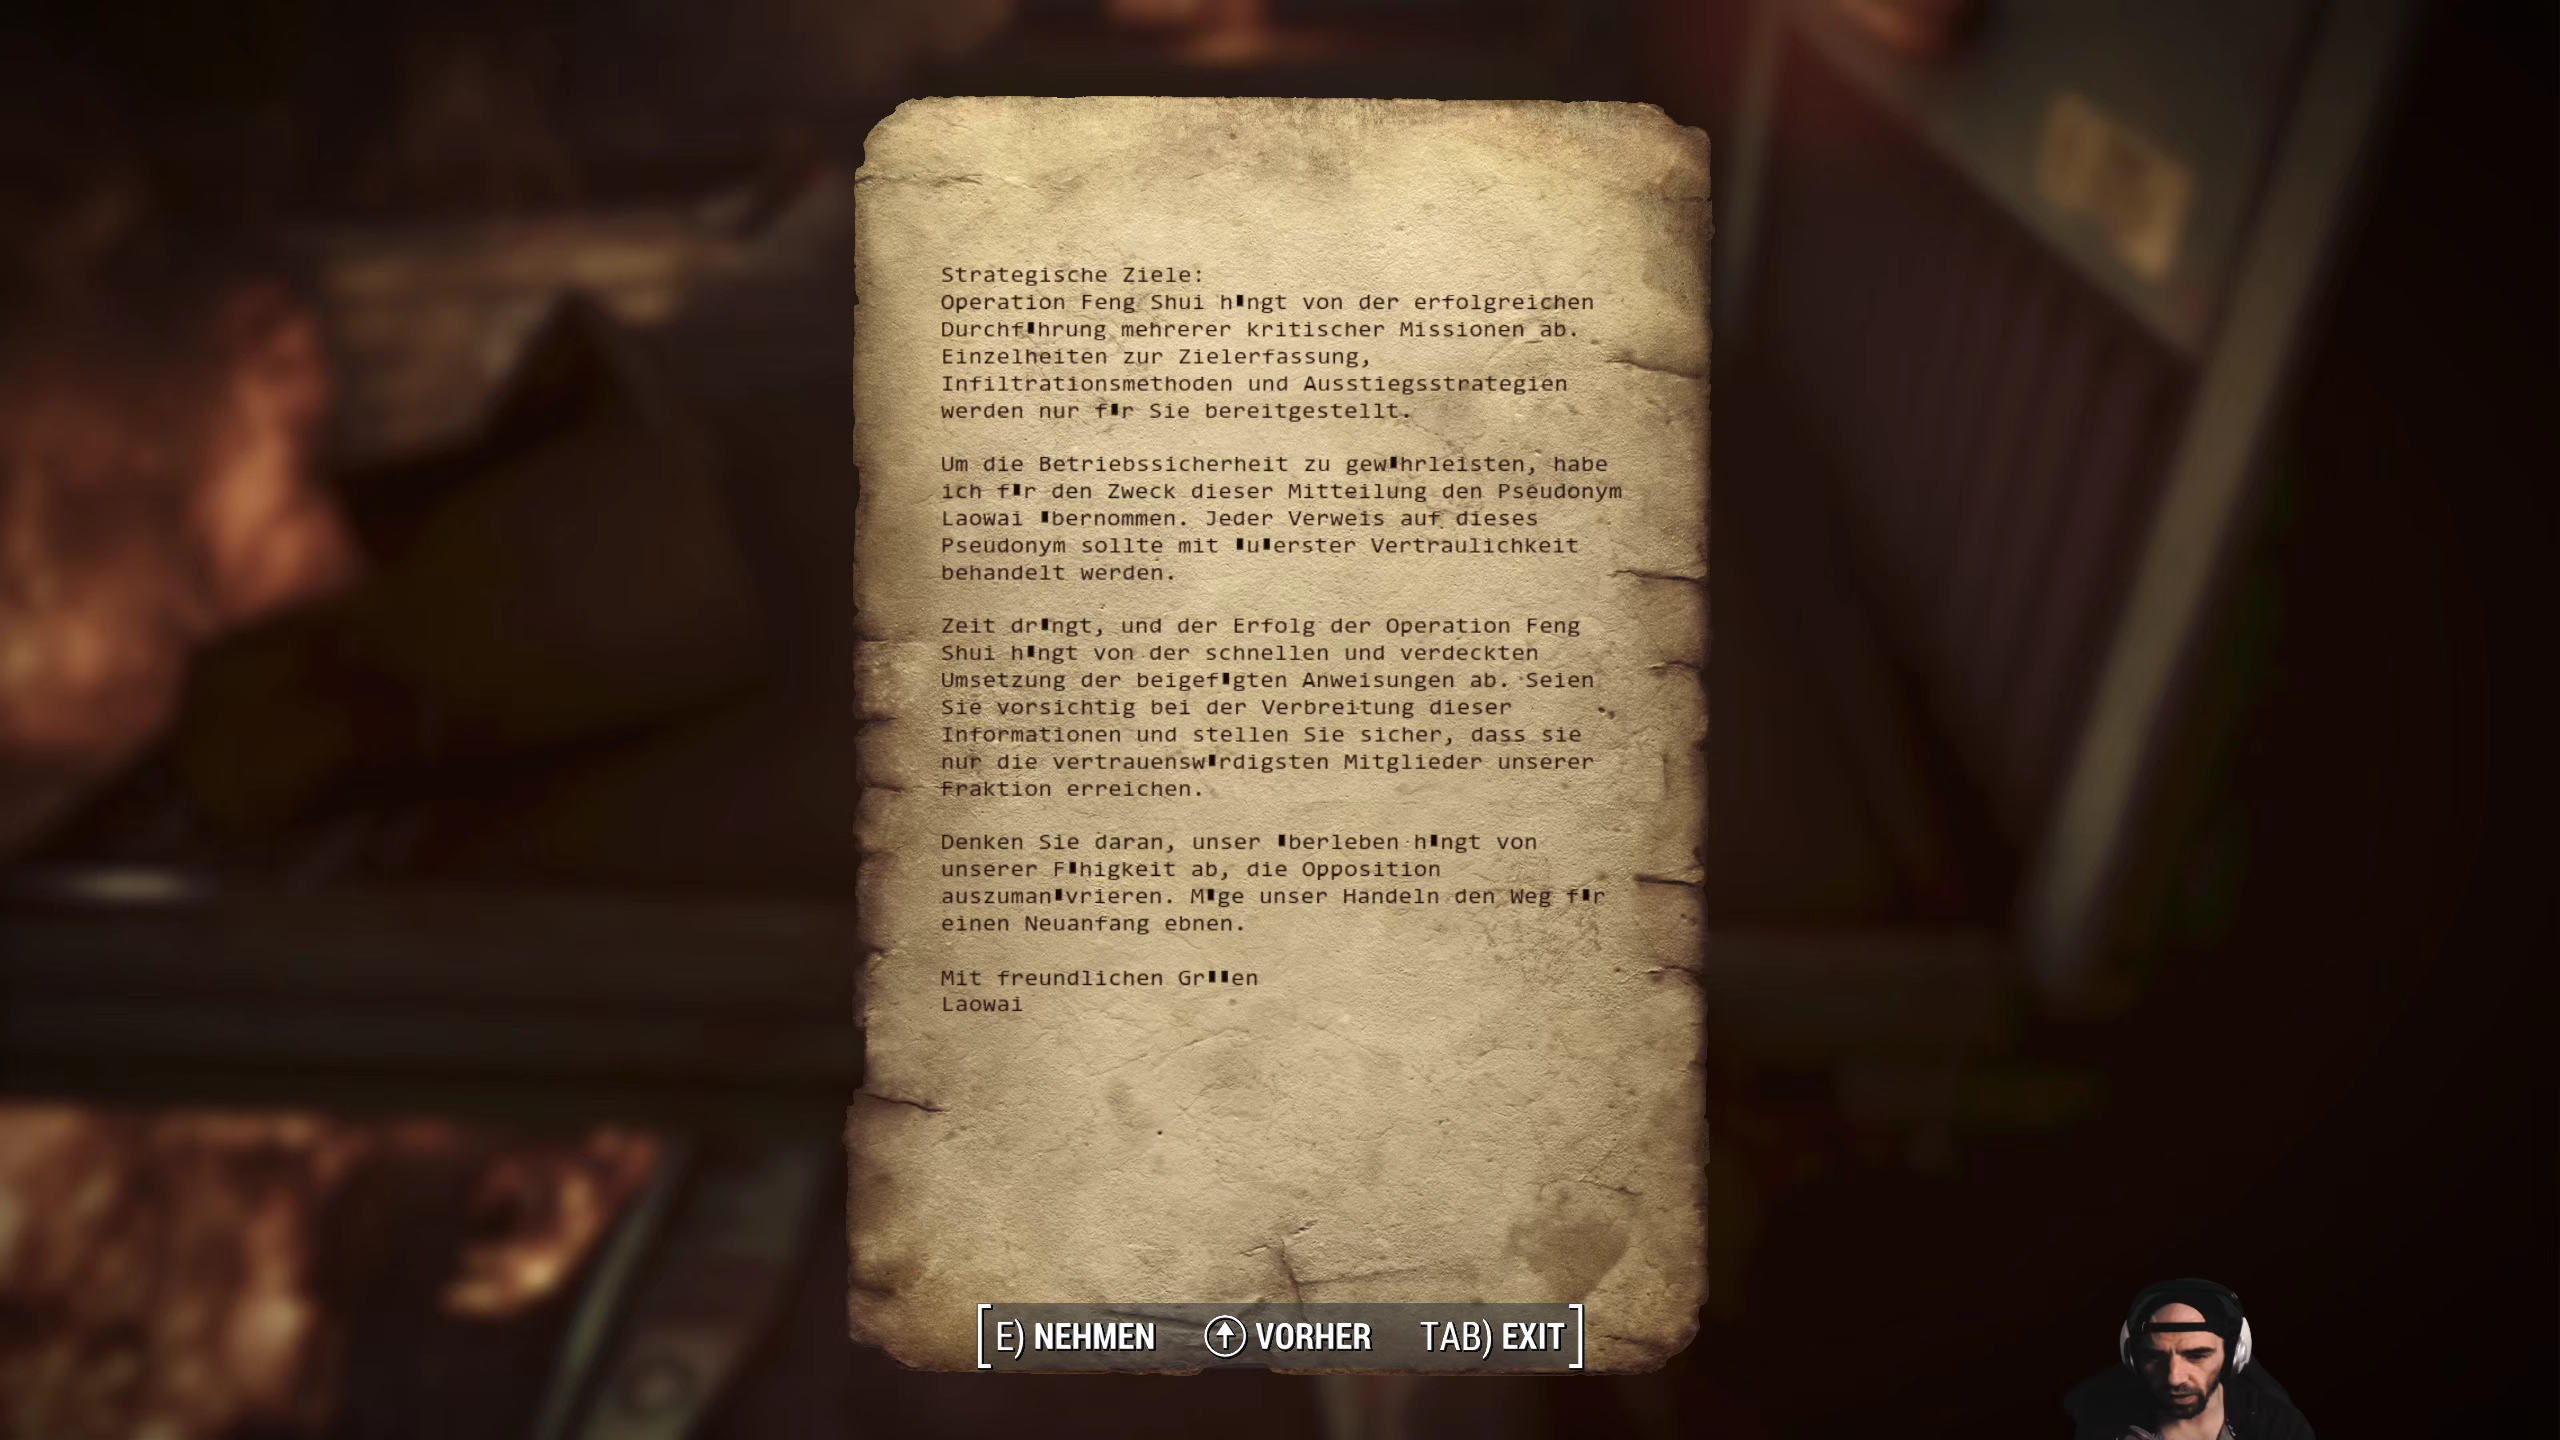 Strategische Ziele:
Operation Feng Shui h▮ngt von der erfolgreichen
Durchf▮hrung mehrerer kritischer Missionen ab.
Einzelheiten zur Zielerfassung,
Infiltrationsmethoden und Ausstiegsstrategien
werden nur f▮r Sie bereitgestellt.
Um die Betriebssicherheit zu gew▮hrleisten, habe
ich f▮r den Zweck dieser Mitteilung den Pseudonym
Laowai ▮bernommen. Jeder Verweis auf dieses
Pseudonym sollte mit ▮u▮erster Vertraulichkeit
behandelt werden.
Zeit dr▮ngt, und der Erfolg der Operation Feng
Shui h▮ngt von der schnellen und verdeckten
Umsetzung der beigef▮gten Anweisungen ab. Seien
Sie vorsichtig bei der Verbreitung dieser
Informationen und stellen Sie sicher, dass sie
nur die vertrauensw▮rdigsten Mitglieder unserer
Fraktion erreichen.
Denken Sie daran, unser ▮berleben h▮ngt von
unserer F▮higkeit ab, die Opposition
auszuman▮vrieren. M▮ge unser Handeln den Weg f▮r
einen Neuanfang ebnen.
Mit freundlichen Gr▮▮en
Laowai
[E) NEHMEN ↑ VORHER TAB) EXIT]